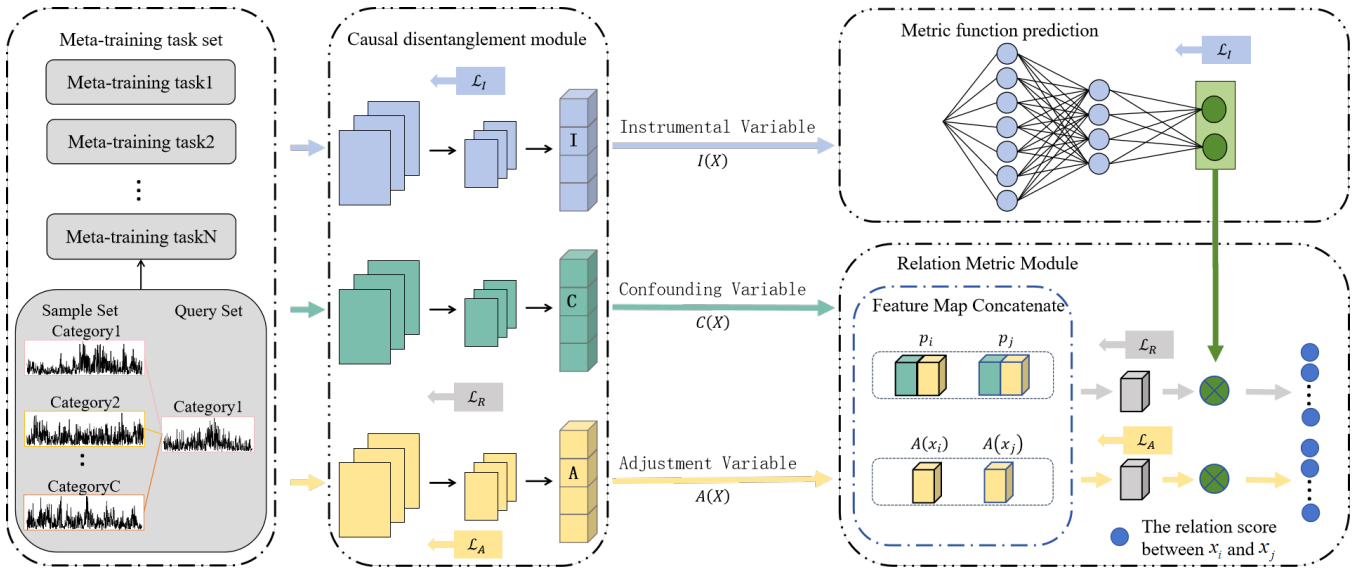 Meta-training task set
Meta-training task1
Meta-training task2
Meta-training taskN
Sample Set
Query Set
Category1
Category2
Category1
CategoryC
Causal disentanglement module
ℒ_I
I
C
ℒ_R
A
ℒ_A
Instrumental Variable
I(X)
Confounding Variable
C(X)
Adjustment Variable
A(X)
Metric function prediction
ℒ_I
Relation Metric Module
Feature Map Concatenate
p_i
p_j
ℒ_R
A(x_i)
A(x_j)
ℒ_A
The relation score
between x_i and x_j